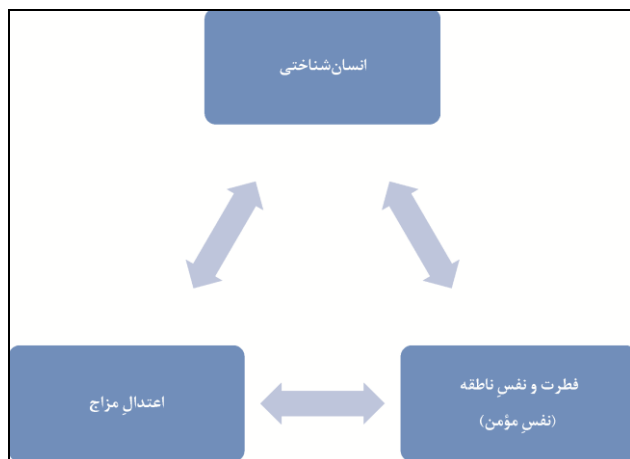 انسان‌شناختی
فطرت و نفسِ ناطقه
(نفسِ مؤمن)
اعتدالِ مزاج